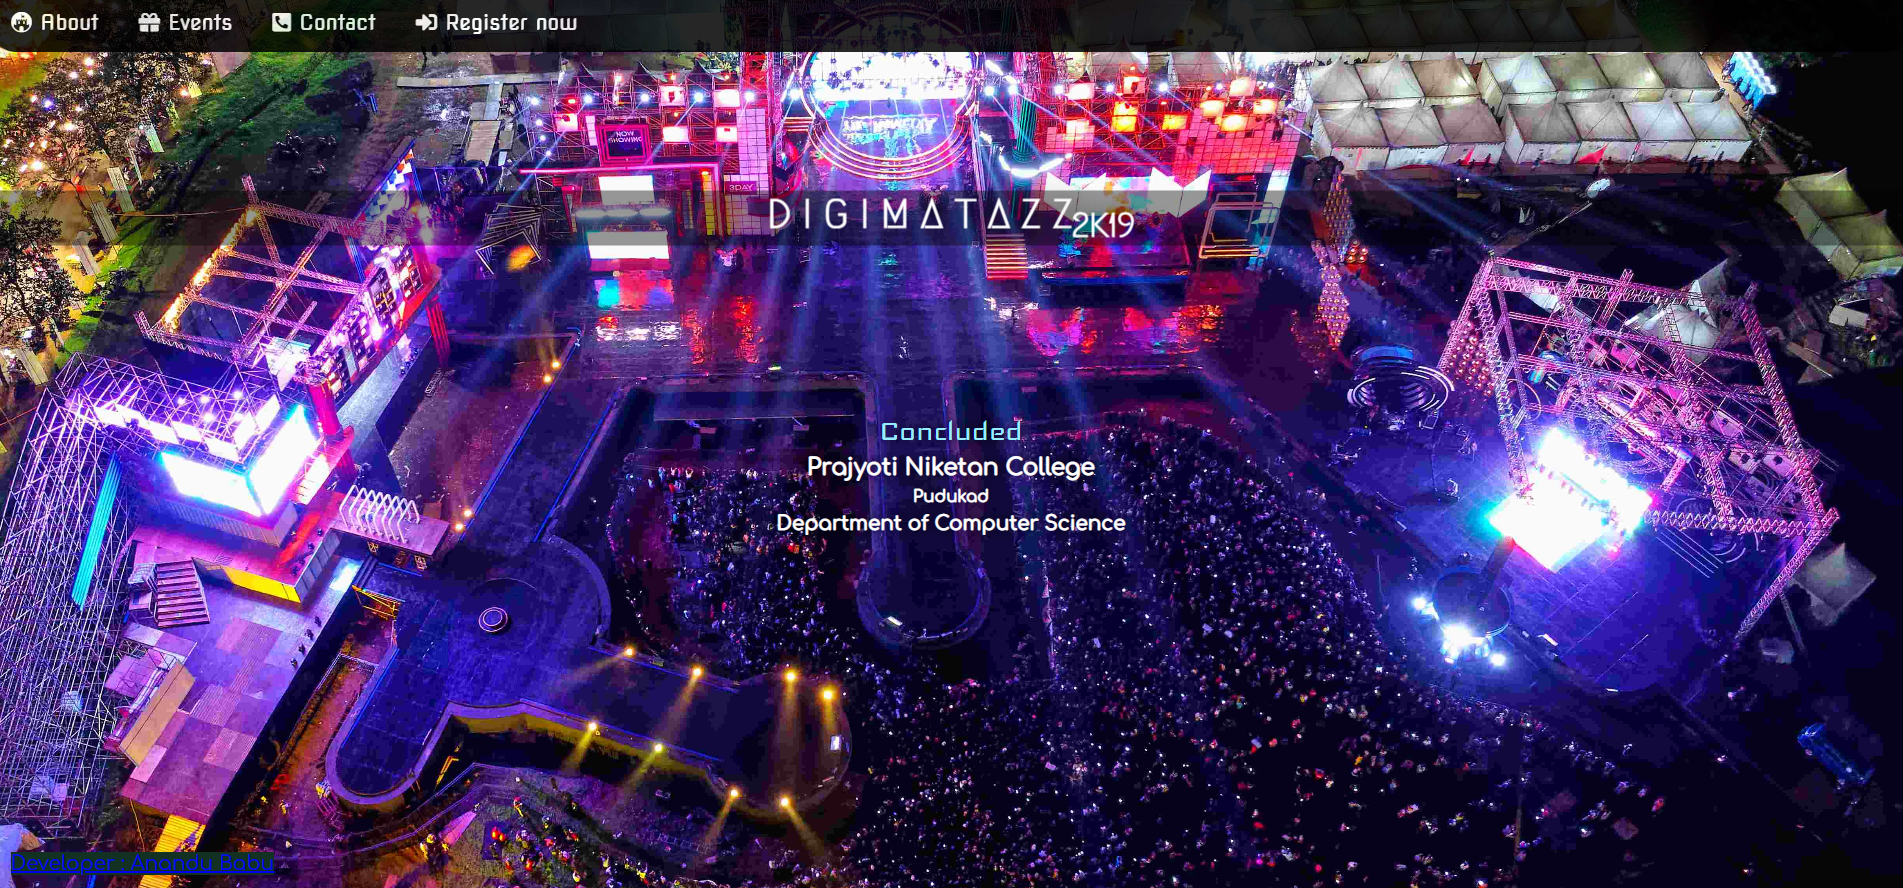 About Events Contact Register now
NOW
SHOWING
3DAY
DIGIMATAZZ2K19
Concluded
Prajyoti Niketan College
Pudukad
Department of Computer Science
Developer : Anandu Babu